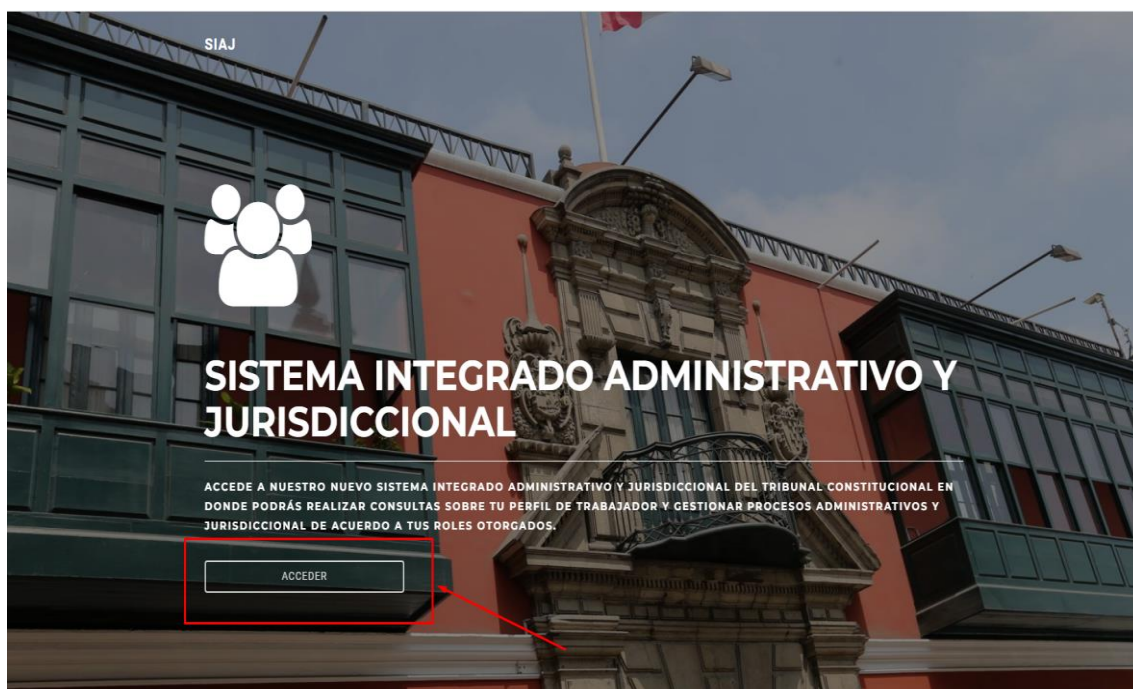 SIAJ
SISTEMA INTEGRADO ADMINISTRATIVO Y
JURISDICCIONAL
ACCEDE A NUESTRO NUEVO SISTEMA INTEGRADO ADMINISTRATIVO Y JURISDICCIONAL DEL TRIBUNAL CONSTITUCIONAL EN
DONDE PODRÁS REALIZAR CONSULTAS SOBRE TU PERFIL DE TRABAJADOR Y GESTIONAR PROCESOS ADMINISTRATIVOS Y
JURISDICCIONAL DE ACUERDO A TUS ROLES OTORGADOS.
ACCEDER